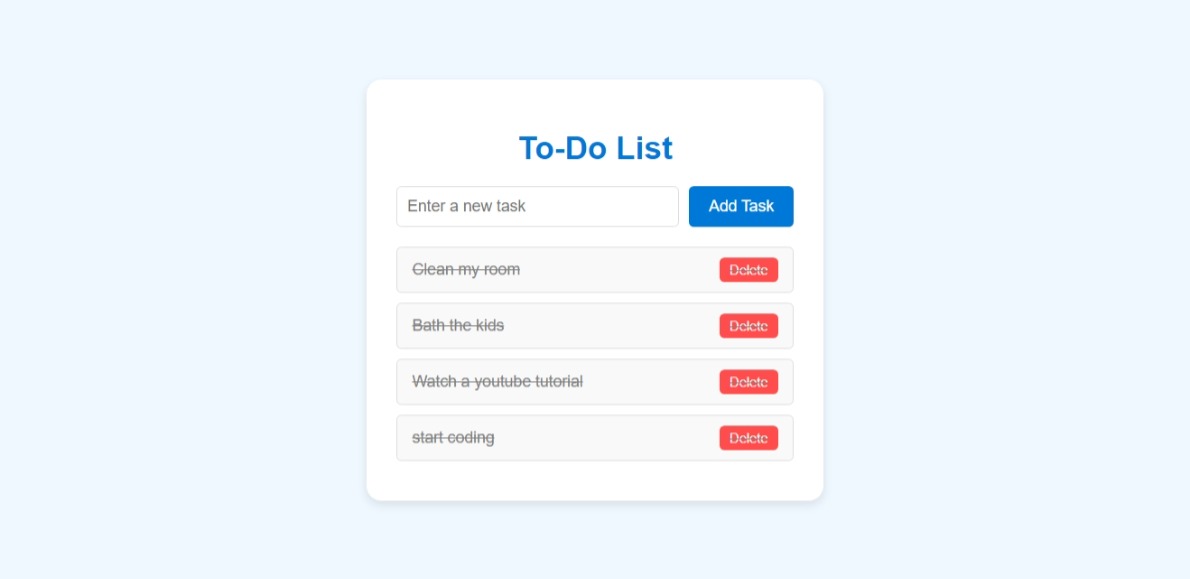 To-Do List
Enter a new task
Add Task
Clean my room
Delete
Bath the kids
Delete
Watch a youtube tutorial
Delete
start coding
Delete